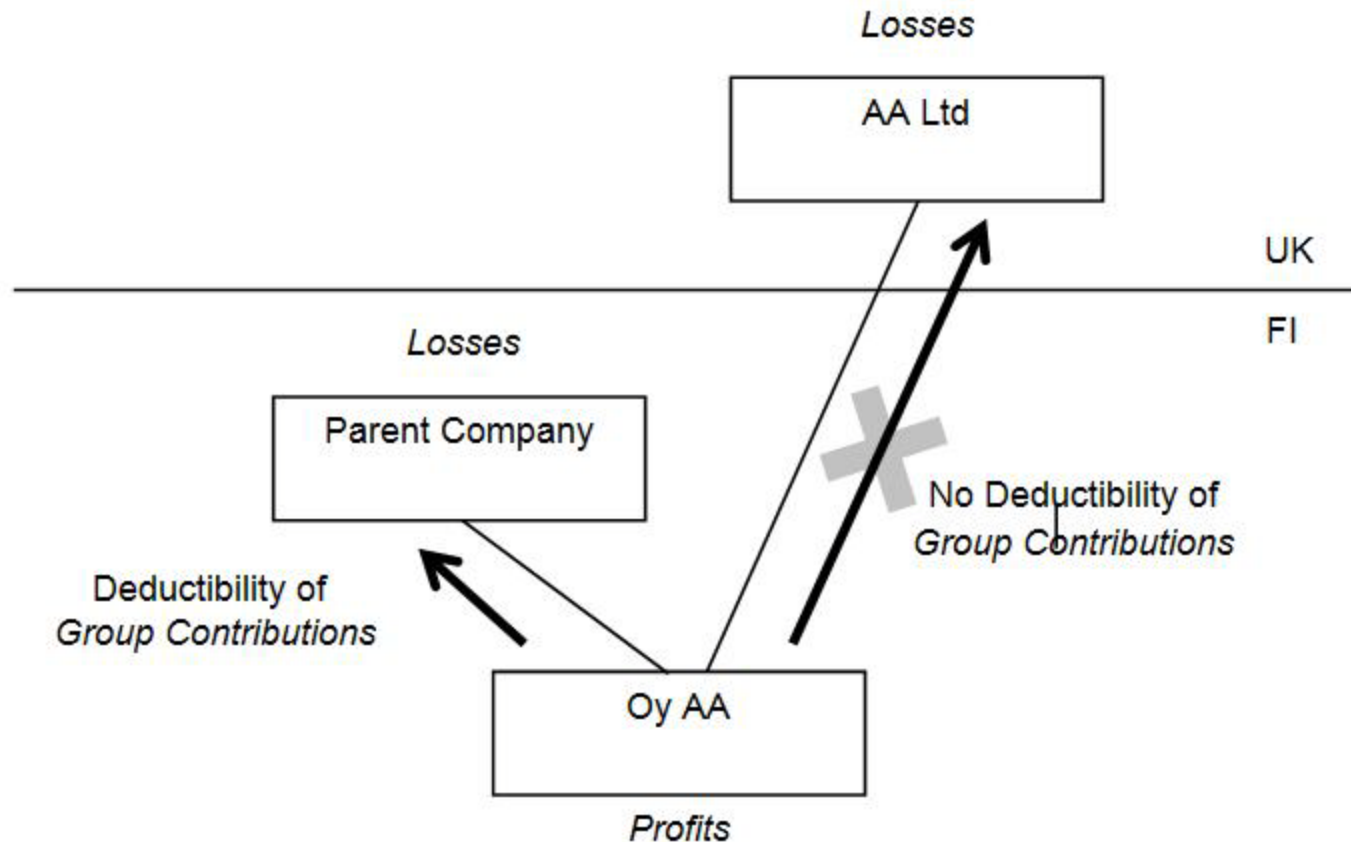 Losses
AA Ltd
UK
FI
Losses
Parent Company
No Deductibility of
Group Contributions
Deductibility of
Group Contributions
Oy AA
Profits